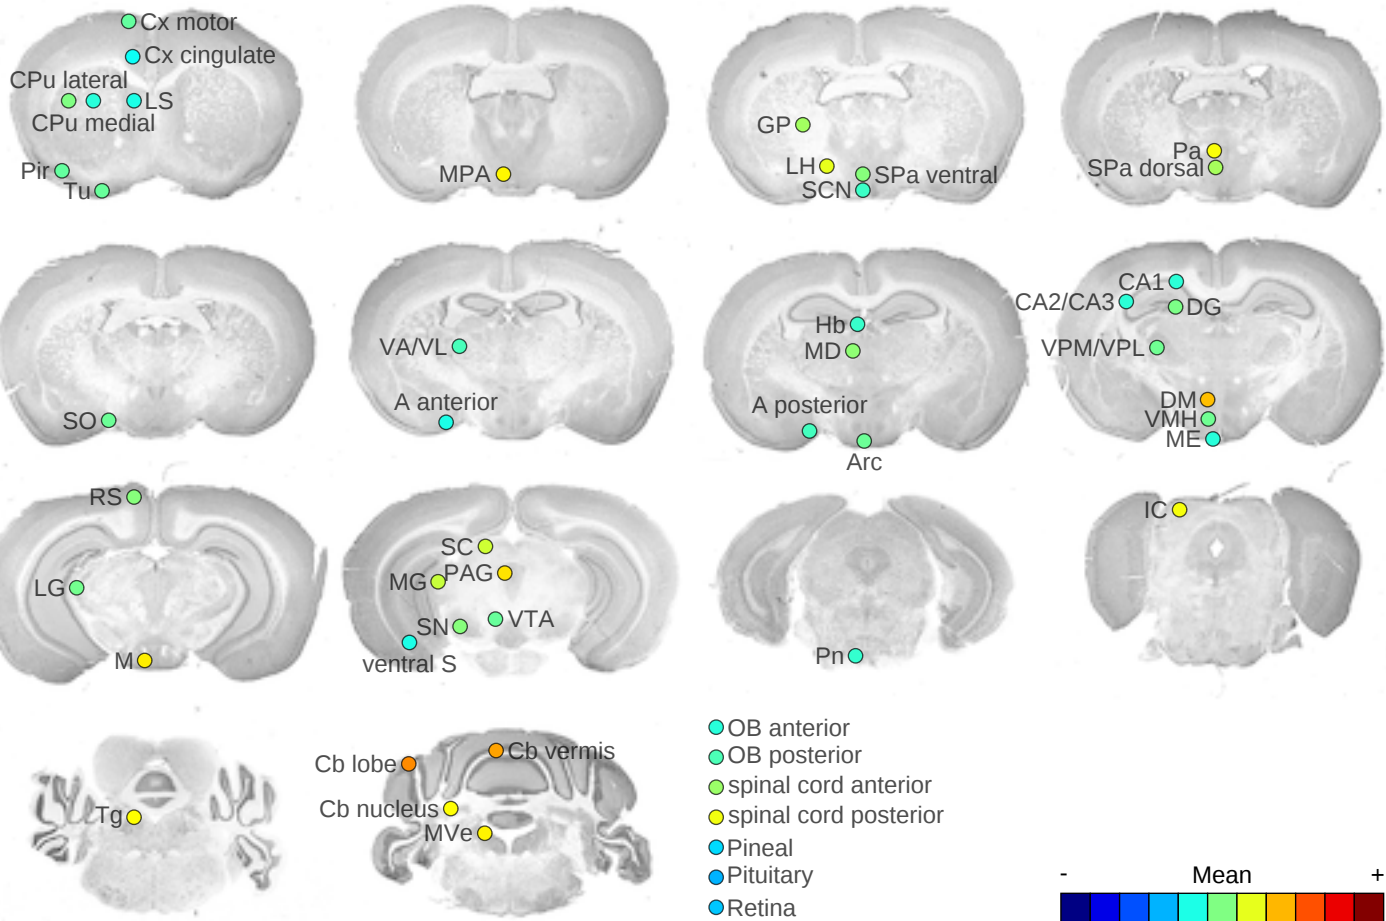 Cx motor
Cx cingulate
CPu lateral
LS
CPu medial
Pir
Tu
MPA
GP
LH
SPa ventral
SCN
Pa
SPa dorsal
SO
VA/VL
A anterior
Hb
MD
A posterior
Arc
CA1
CA2/CA3
DG
VPM/VPL
DM
VMH
ME
RS
LG
M
SC
PAG
MG
VTA
SN
ventral S
Pn
IC
Tg
Cb lobe
Cb vermis
Cb nucleus
MVe
OB anterior
OB posterior
spinal cord anterior
spinal cord posterior
Pineal
Pituitary
Retina
- Mean +